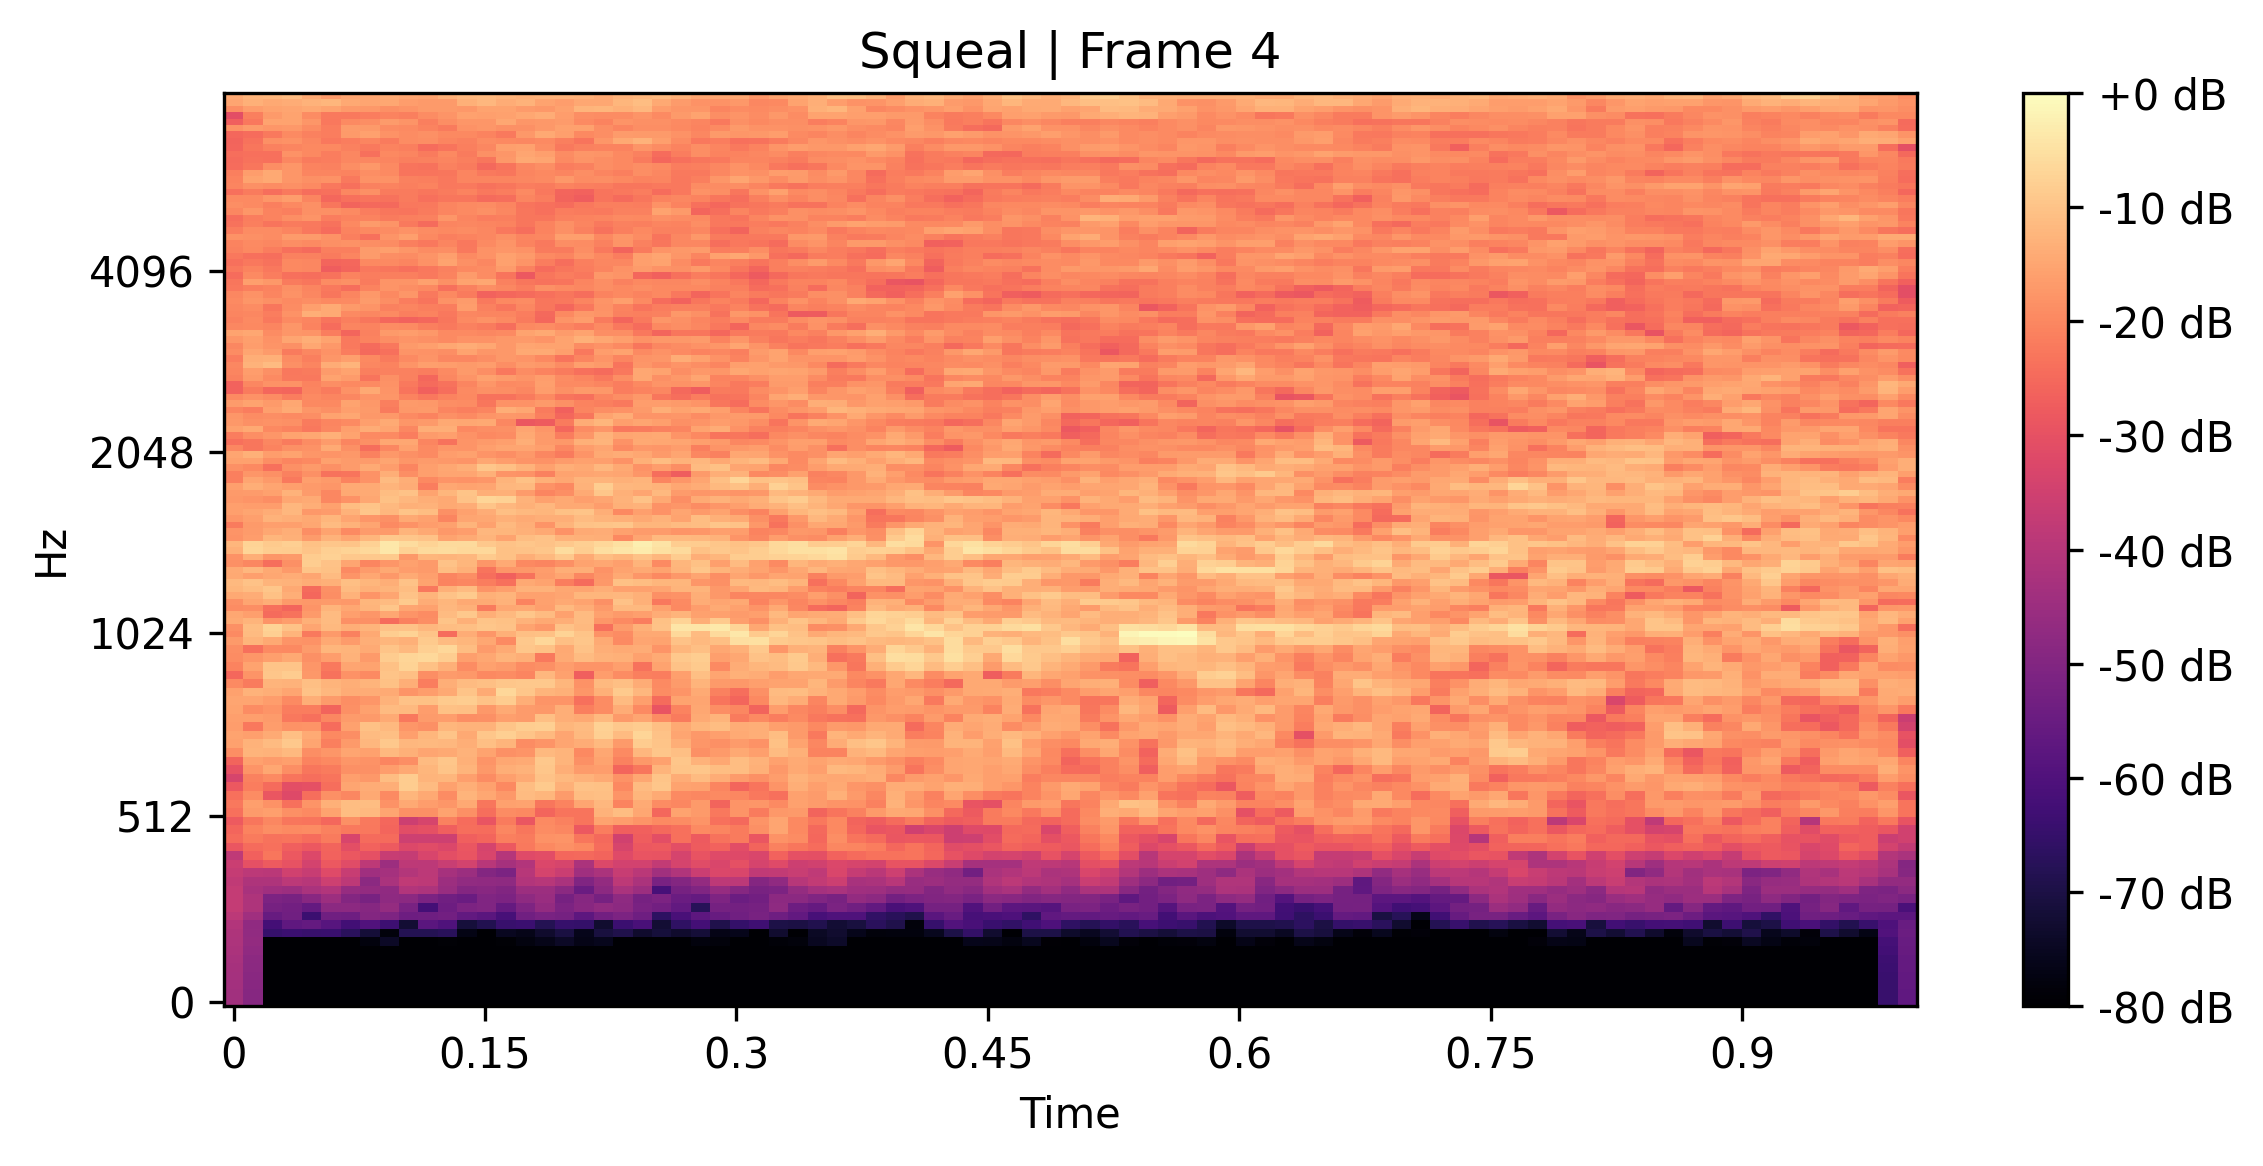 Squeal | Frame 4
Hz
4096
2048
1024
512
0
0 0.15 0.3 0.45 0.6 0.75 0.9
Time
+0 dB
-10 dB
-20 dB
-30 dB
-40 dB
-50 dB
-60 dB
-70 dB
-80 dB